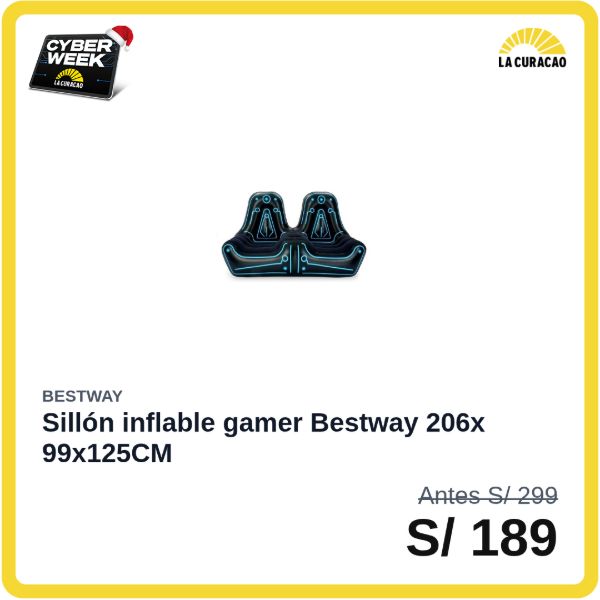 CYBER
WEEK
LA CURACAO
LA CURACAO
BESTWAY
Sillón inflable gamer Bestway 206x
99x125CM
Antes S/ 299
S/ 189